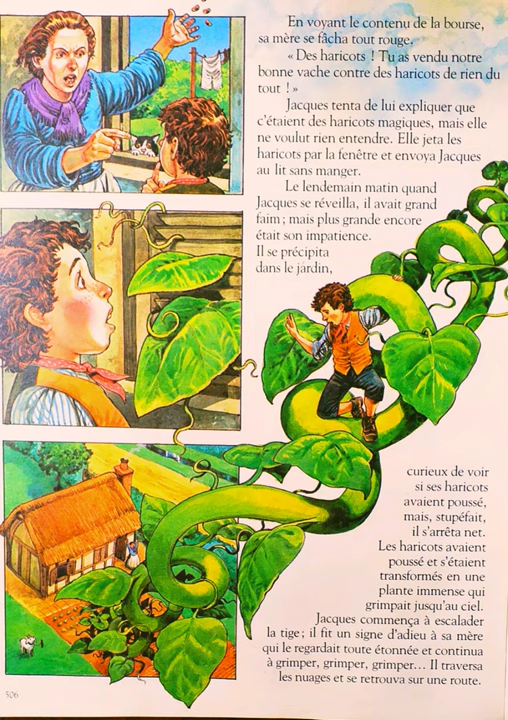 En voyant le contenu de la bourse,
sa mère se fâcha tout rouge.
« Des haricots ! Tu as vendu notre
bonne vache contre des haricots de rien du
tout ! »
Jacques tenta de lui expliquer que
c'étaient des haricots magiques, mais elle
ne voulut rien entendre. Elle jeta les
haricots par la fenêtre et envoya Jacques
au lit sans manger.
Le lendemain matin quand
Jacques se réveilla, il avait grand
faim ; mais plus grande encore
était son impatience.
Il se précipita
dans le jardin,
curieux de voir
si ses haricots
avaient poussé,
mais, stupéfait,
il s'arrêta net.
Les haricots avaient
poussé et s'étaient
transformés en une
plante immense qui
grimpait jusqu'au ciel.
Jacques commença à escalader
la tige ; il fit un signe d'adieu à sa mère
qui le regardait toute étonnée et continua
à grimper, grimper, grimper... Il traversa
les nuages et se retrouva sur une route.
306